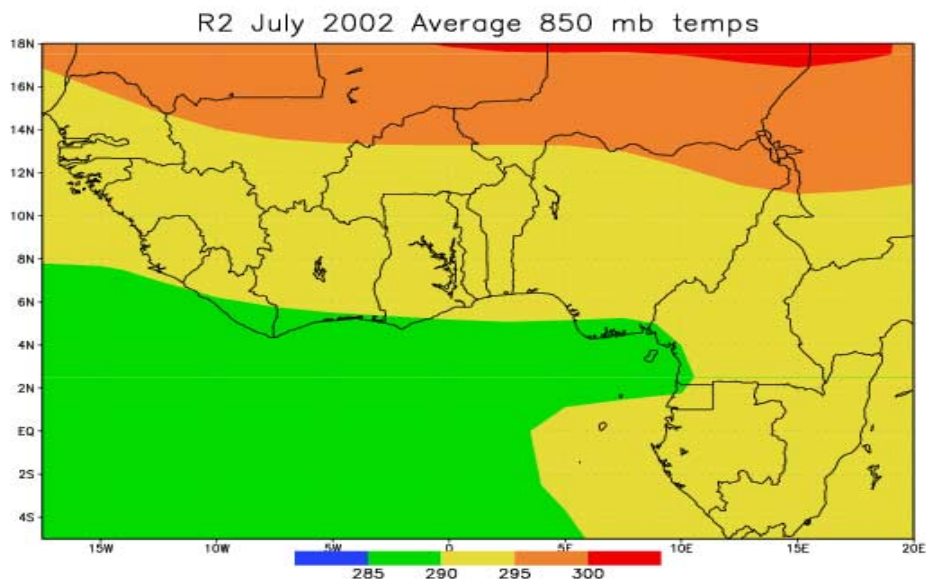 R2 July 2002 Average 850 mb temps
18N
16N
14N
12N
10N
8N
6N
4N
2N
EQ
2S
4S
15W 10W 5W 0 5E 10E 15E 20E
285 290 295 300